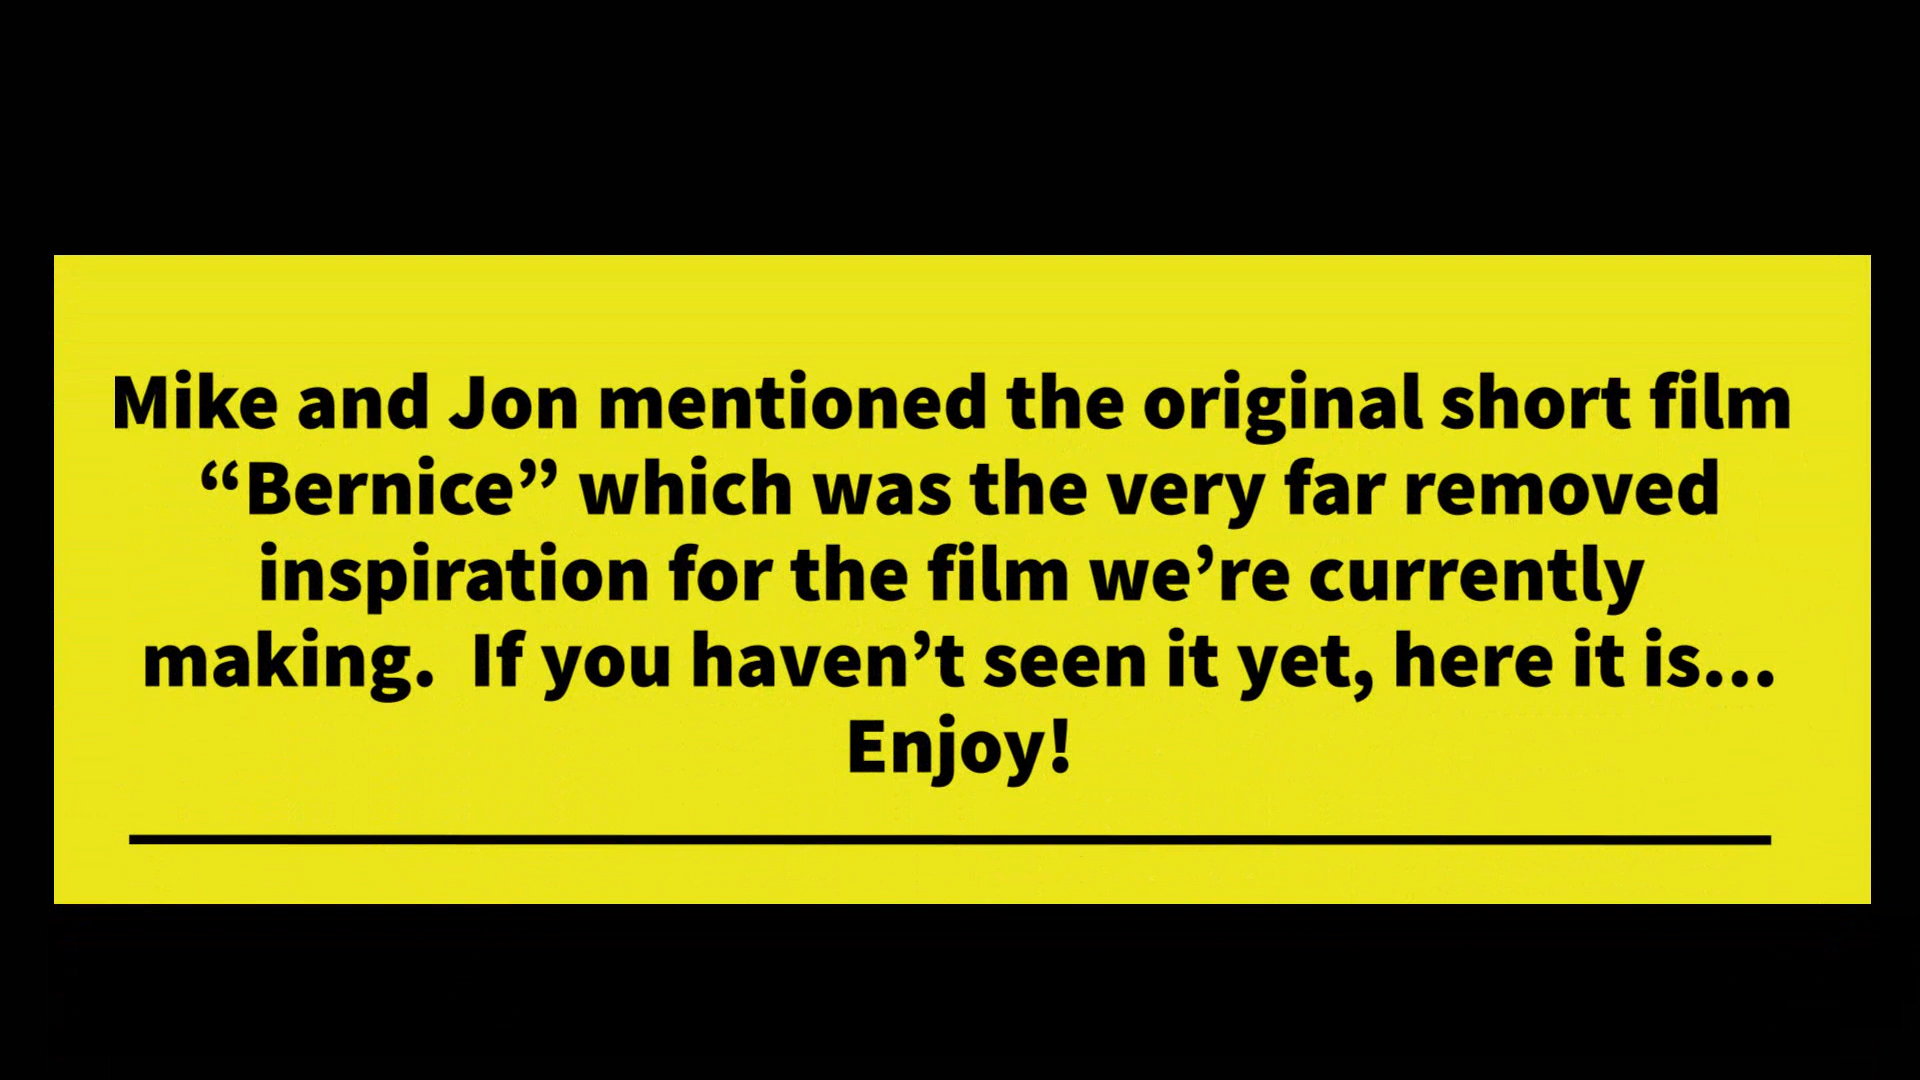 Mike and Jon mentioned the original short film
“Bernice” which was the very far removed
inspiration for the film we’re currently
making.  If you haven’t seen it yet, here it is...
Enjoy!